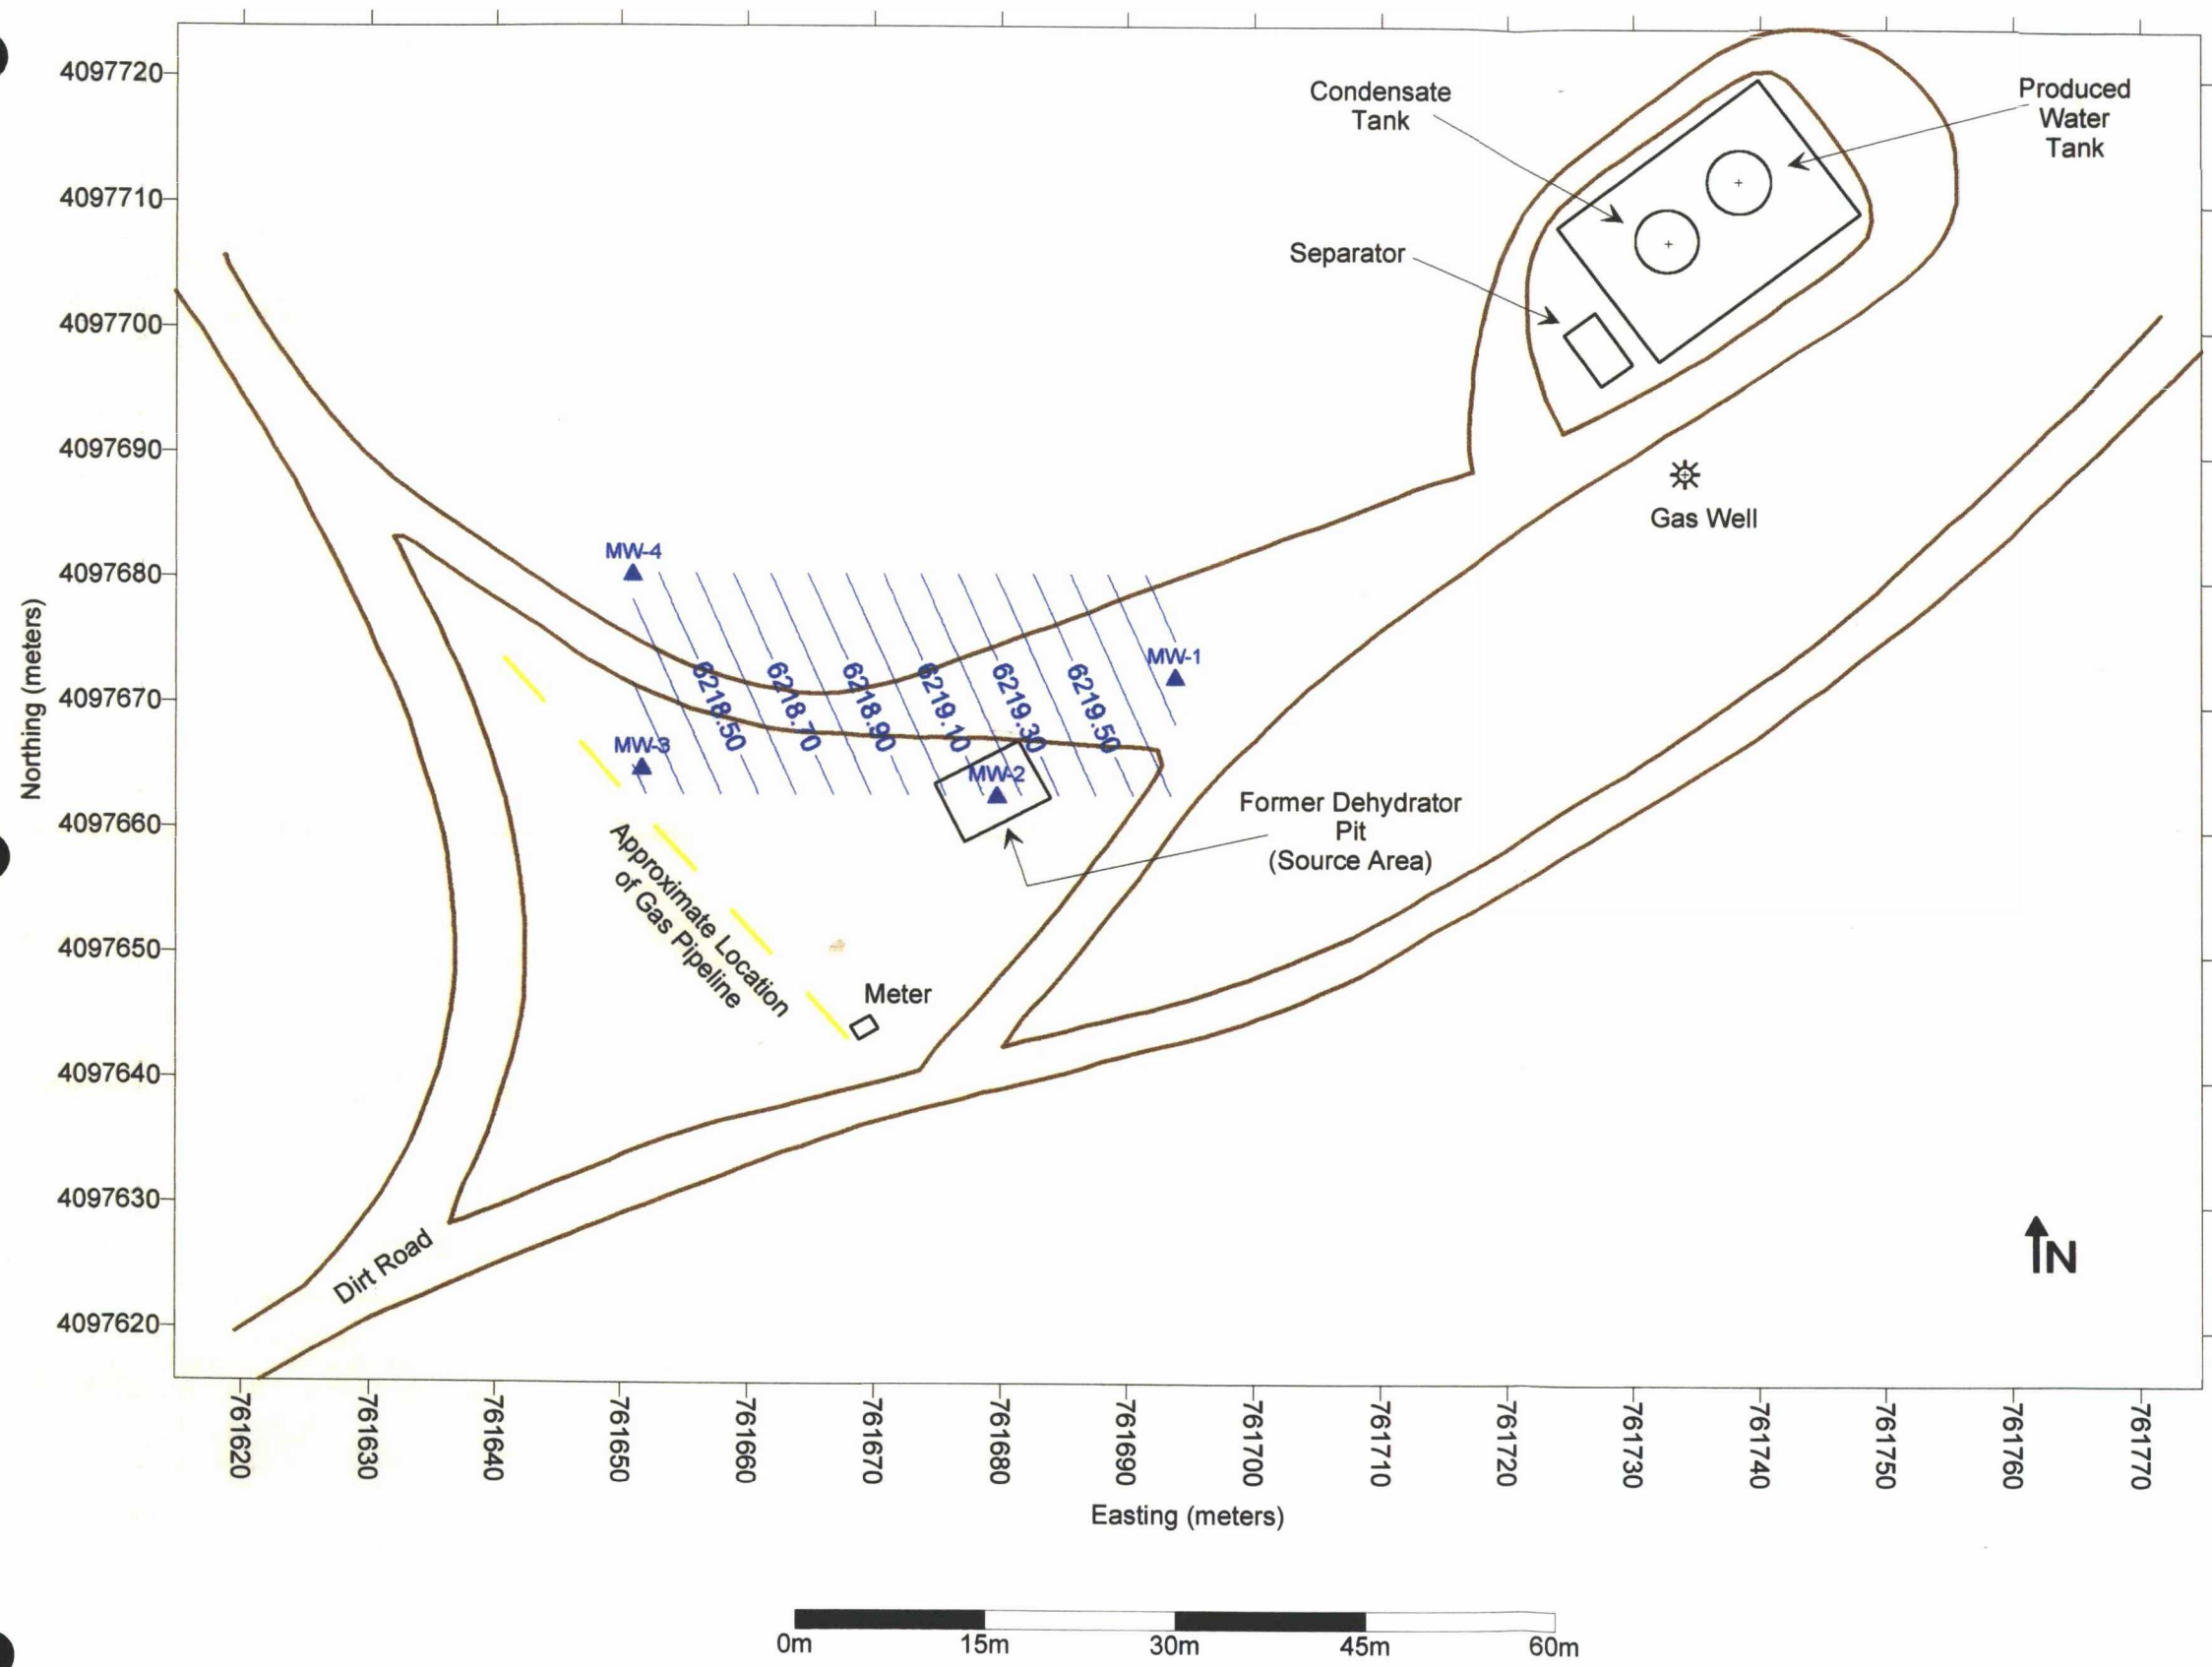 4097720
4097710
4097700
4097690
4097680
4097670
4097660
4097650
4097640
4097630
4097620
Northing (meters)
Condensate
Tank
Produced
Water
Tank
Separator
Gas Well
MW-4
MW-1
6218.50
6218.70
6218.90
6219.10
6219.30
6219.50
MW-3
MW-2
Former Dehydrator
Pit
(Source Area)
Approximate Location
of Gas Pipeline
Meter
Dirt Road
N
761620
761630
761640
761650
761660
761670
761680
761690
761700
761710
761720
761730
761740
761750
761760
761770
Easting (meters)
0m 15m 30m 45m 60m